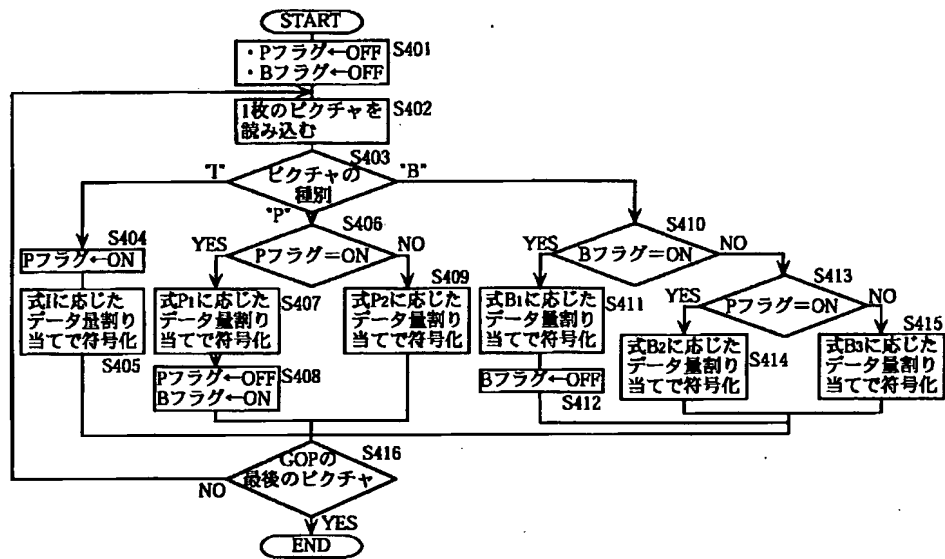 START
・Pフラグ←OFF
・Bフラグ←OFF
S401
1枚のピクチャを
読み込む
S402
S403
ピクチャの
種別
"I"
"B"
"P"
S404
Pフラグ←ON
式Iに応じた
データ量割り
当てで符号化
S405
S406
YES
Pフラグ＝ON
NO
式P1に応じた
データ量割り
当てで符号化
S407
Pフラグ←OFF
Bフラグ←ON
S408
S409
式P2に応じた
データ量割り
当てで符号化
S410
YES
Bフラグ＝ON
NO
式B1に応じた
データ量割り
当てで符号化
S411
Bフラグ←OFF
S412
S413
YES
Pフラグ＝ON
NO
式B2に応じた
データ量割り
当てで符号化
S414
S415
式B3に応じた
データ量割り
当てで符号化
S416
GOPの
最後のピクチャ
NO
YES
END